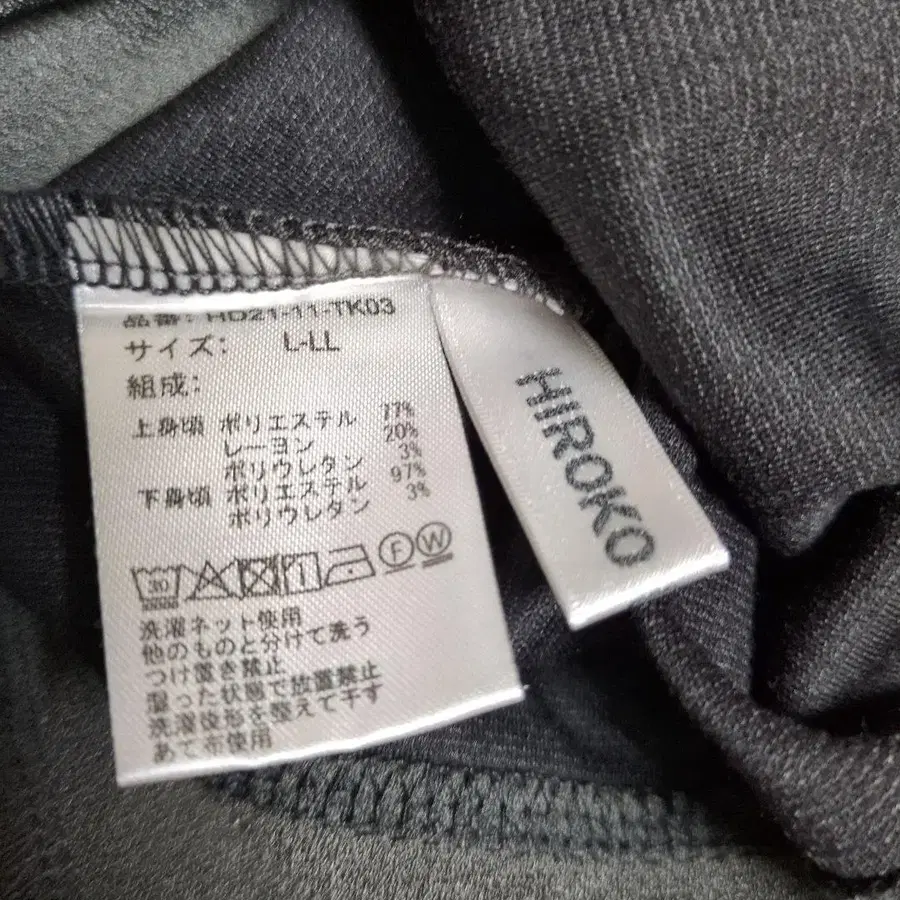 品番: HD21-11-TK03
サイズ: L-LL
組成:
上身頃 ポリエステル 77%
レーヨン 20%
ポリウレタン 3%
下身頃 ポリエステル 97%
ポリウレタン 3%
30 F W
洗濯ネット使用
他のものと分けて洗う
つけ置き禁止
湿った状態で放置禁止
洗濯後形を整えて干す
あて布使用
HIROKO